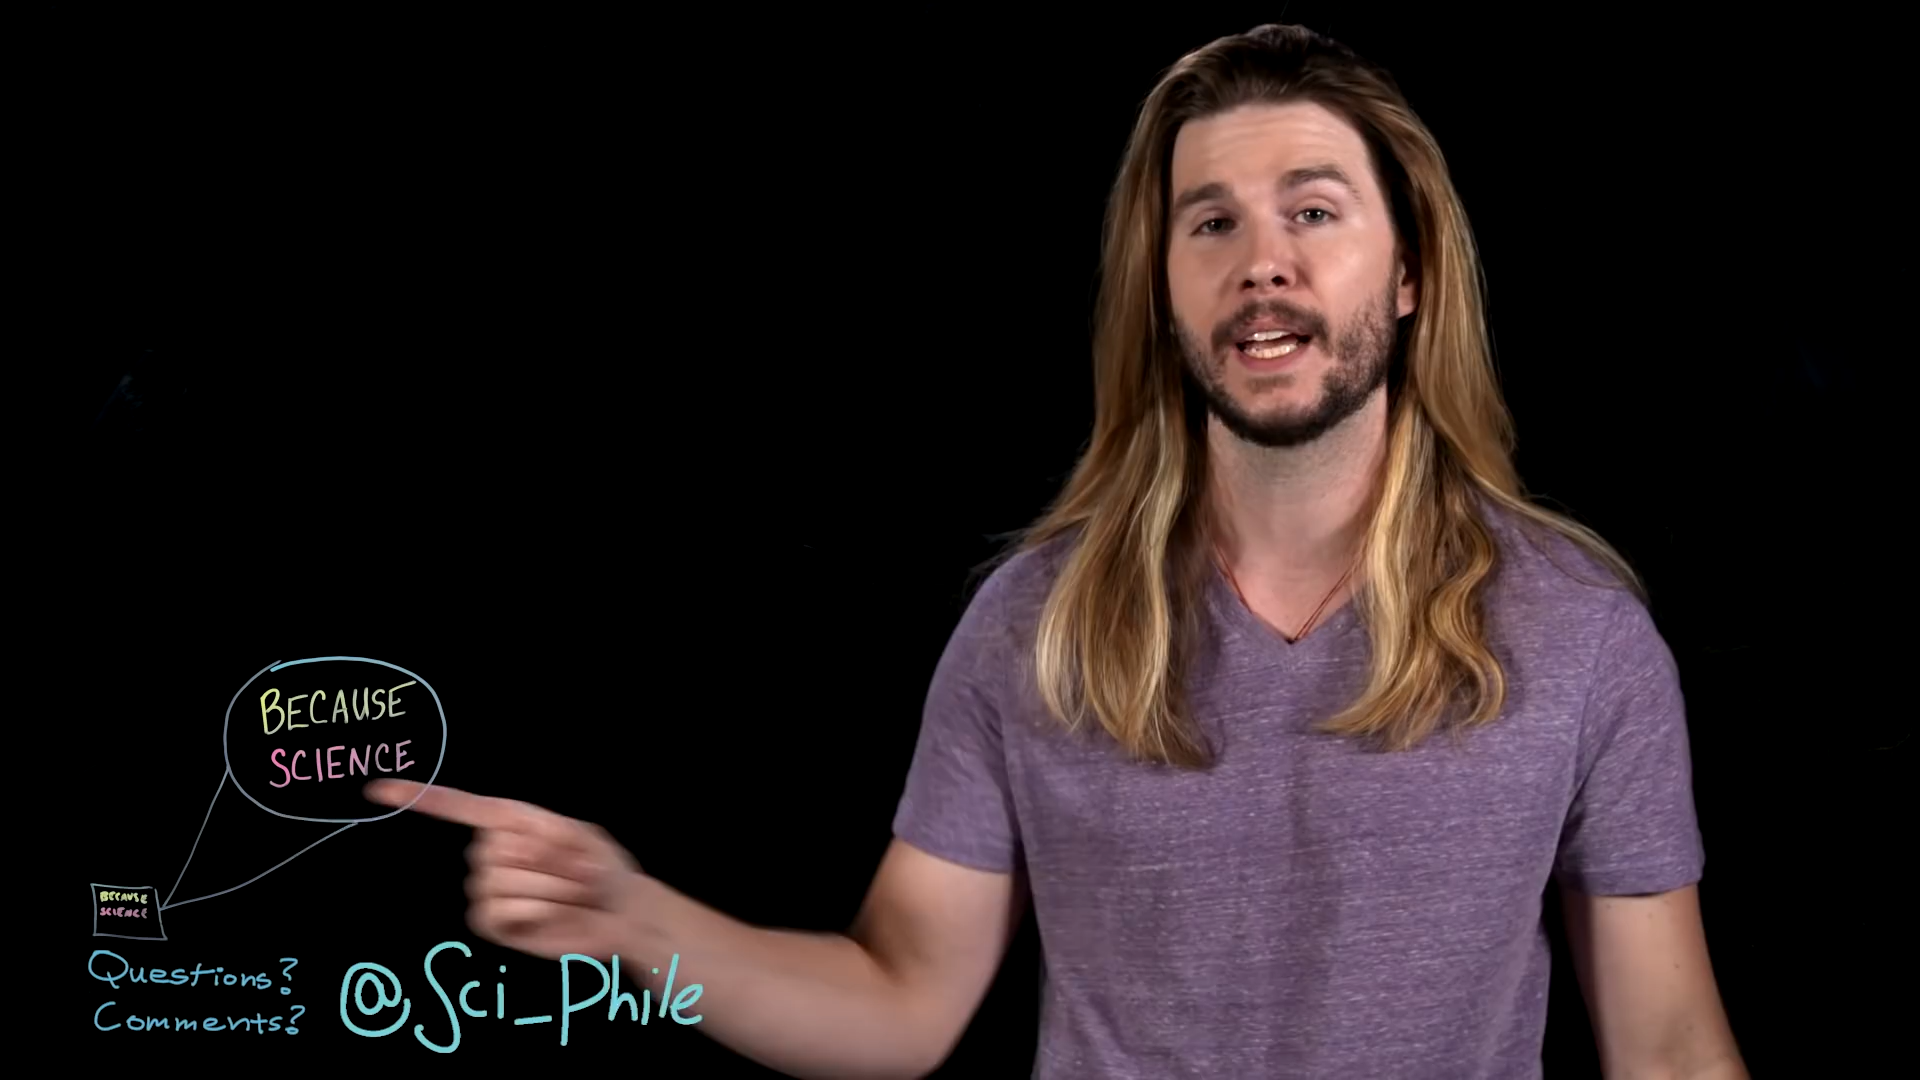 BECAUSE
SCIENCE
BECAUSE
SCIENCE
Questions?
Comments?
@Sci_Phile